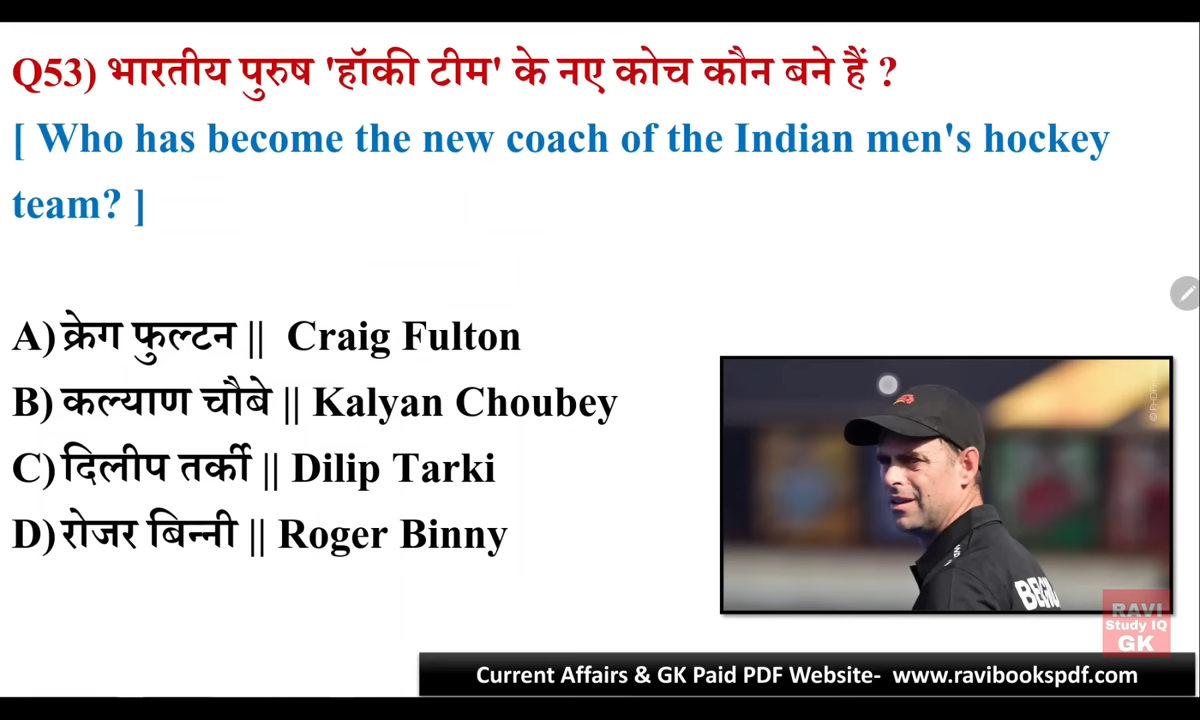 Q53) भारतीय पुरुष 'हॉकी टीम' के नए कोच कौन बने हैं ?
[ Who has become the new coach of the Indian men's hockey
team? ]
A) क्रेग फुल्टन || Craig Fulton
B) कल्याण चौबे || Kalyan Choubey
C) दिलीप तर्की || Dilip Tarki
D) रोजर बिन्नी || Roger Binny
RAVI
Study IQ
GK
Current Affairs & GK Paid PDF Website- www.ravibookspdf.com